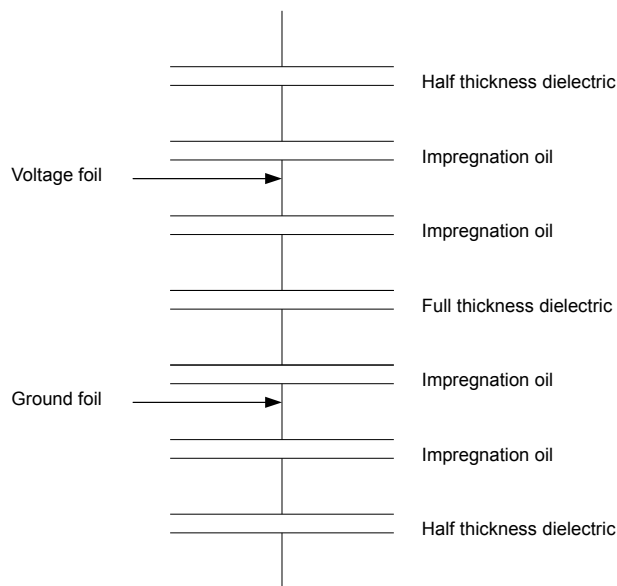 Half thickness dielectric
Impregnation oil
Voltage foil
Impregnation oil
Full thickness dielectric
Impregnation oil
Ground foil
Impregnation oil
Half thickness dielectric